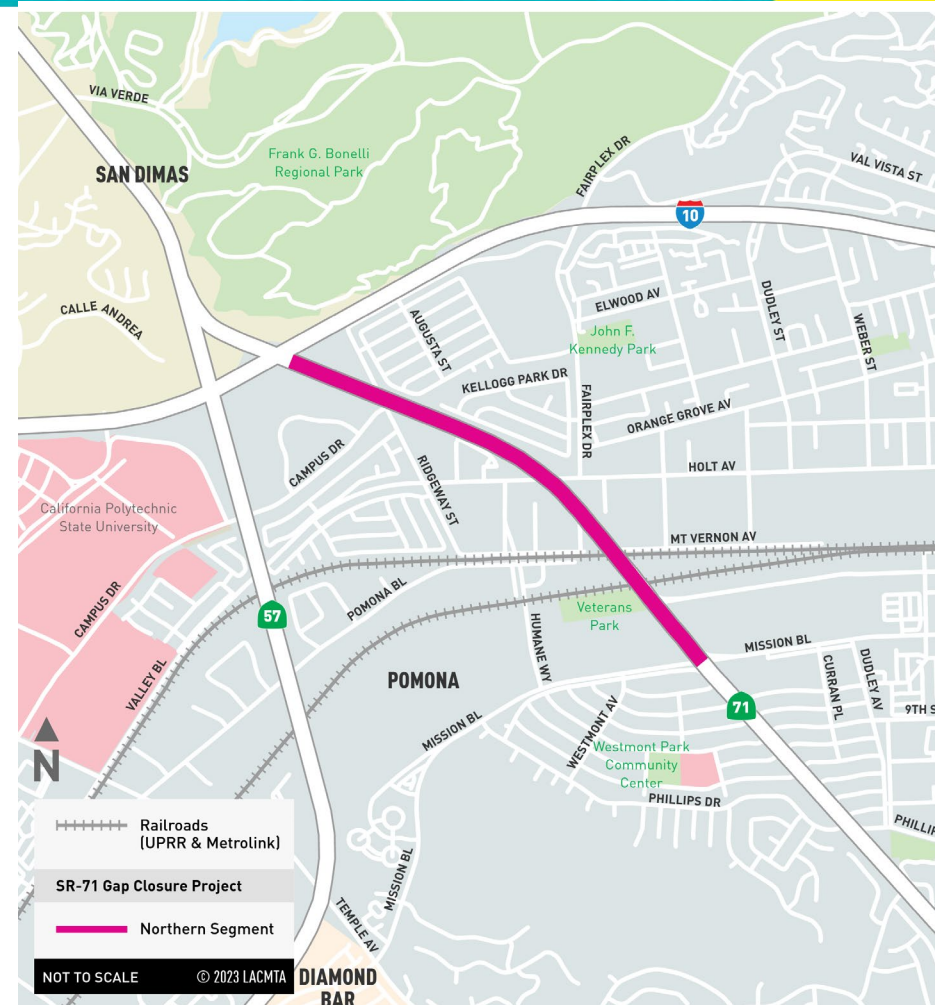 VIA VERDE
SAN DIMAS
Frank G. Bonelli
Regional Park
FAIRPLEX DR
VAL VISTA ST
10
CALLE ANDREA
AUGUSTA ST
ELWOOD AV
DUDLEY ST
WEBER ST
John F.
Kennedy Park
KELLOGG PARK DR
FAIRPLEX DR
ORANGE GROVE AV
CAMPUS DR
RIDGEWAY ST
HOLT AV
California Polytechnic
State University
MT VERNON AV
CAMPUS DR
57
POMONA BL
Veterans
Park
HUMANE WY
MISSION BL
VALLEY BL
POMONA
CURRAN PL
DUDLEY AV
71
9TH S
MISSION BL
WESTMONT AV
Westmont Park
Community
Center
N
PHILLIPS DR
PHILLIP
Railroads
(UPRR & Metrolink)
SR-71 Gap Closure Project
Northern Segment
MISSION BL
TEMPLE AV
NOT TO SCALE
© 2023 LACMTA
DIAMOND
BAR